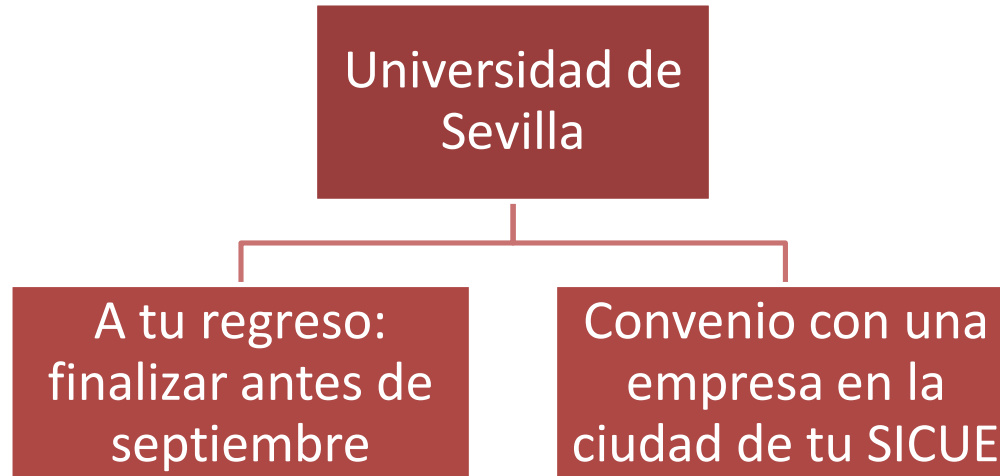 Universidad de
Sevilla
A tu regreso:
finalizar antes de
septiembre
Convenio con una
empresa en la
ciudad de tu SICUE